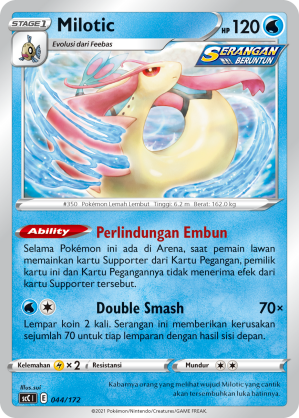 STAGE 1
Milotic
HP 120
Evolusi dari Feebas
SERANGAN
BERUNTUN
#350 Pokémon Lemah Lembut Tinggi: 6.2 m Berat: 162.0 kg
Ability Perlindungan Embun
Selama Pokémon ini ada di Arena, saat pemain lawan
memainkan kartu Supporter dari Kartu Pegangan, pemilik
kartu ini dan Kartu Pegangannya tidak menerima efek dari
kartu Supporter tersebut.
Double Smash 70×
Lempar koin 2 kali. Serangan ini memberikan kerusakan
sejumlah 70 untuk tiap lemparan dengan hasil sisi depan.
Kelemahan × 2 Resistansi Mundur
Illus.sui
SC1 I E 044/172
Kabarnya orang yang melihat wujud Milotic yang cantik
akan tersembuhkan luka batinnya.
©2021 Pokémon/Nintendo/Creatures/GAME FREAK